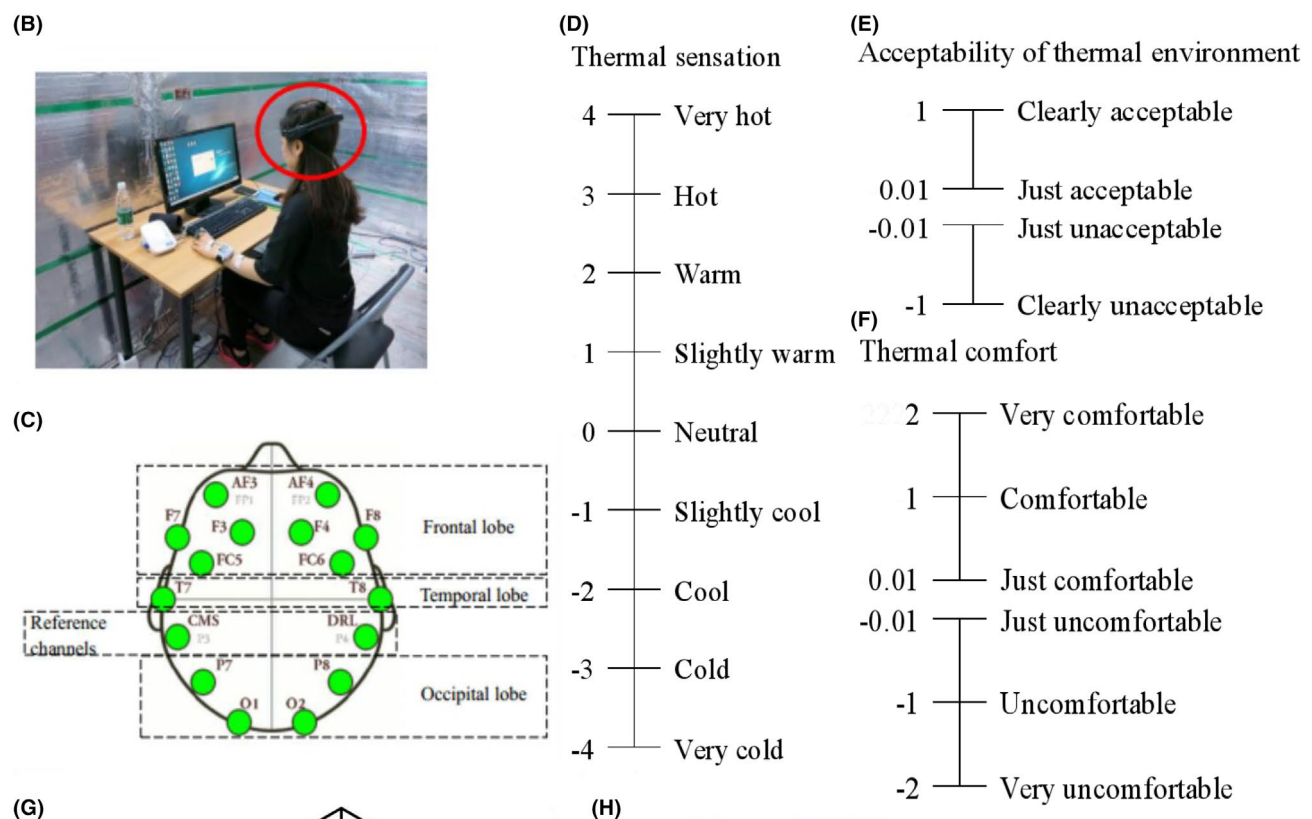 (B)
(C)
AF3
AF4
FP1
FP2
F7
F3
F4
F8
Frontal lobe
FC5
FC6
T7
T8
Temporal lobe
Reference
channels
CMS
DRL
P3
P4
P7
P8
Occipital lobe
O1
O2
(D)
Thermal sensation
4 Very hot
3 Hot
2 Warm
1 Slightly warm
0 Neutral
-1 Slightly cool
-2 Cool
-3 Cold
-4 Very cold
(E)
Acceptability of thermal environment
1 Clearly acceptable
0.01 Just acceptable
-0.01 Just unacceptable
-1 Clearly unacceptable
(F)
Thermal comfort
2 Very comfortable
1 Comfortable
0.01 Just comfortable
-0.01 Just uncomfortable
-1 Uncomfortable
-2 Very uncomfortable
(G)
(H)